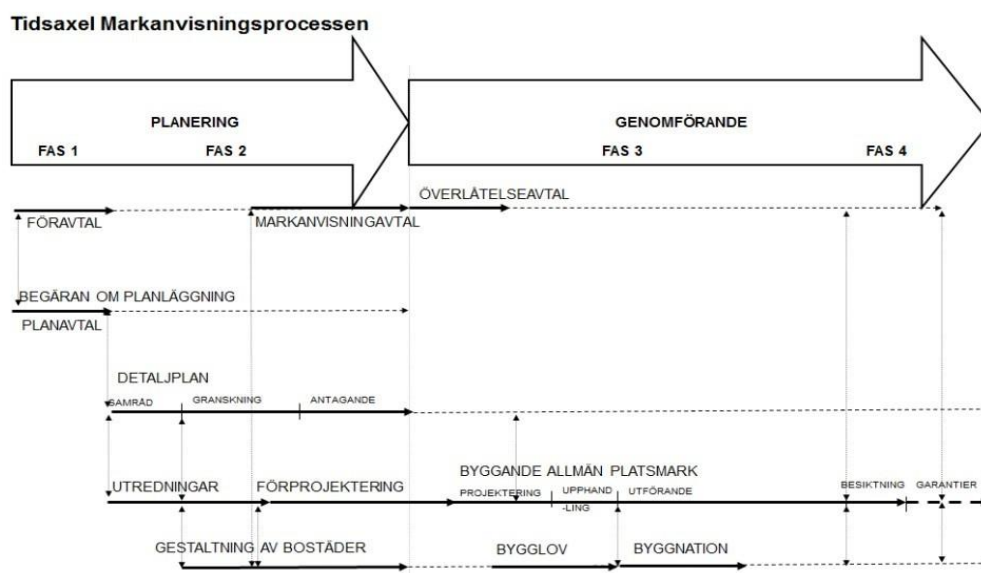 Tidsaxel Markanvisningsprocessen
PLANERING
GENOMFÖRANDE
FAS 1
FAS 2
FAS 3
FAS 4
ÖVERLÅTELSEAVTAL
FÖRAVTAL
MARKANVISNINGAVTAL
BEGÄRAN OM PLANLÄGGNING
PLANAVTAL
DETALJPLAN
SAMRÅD
GRANSKNING
ANTAGANDE
BYGGANDE ALLMÄN PLATSMARK
UTREDNINGAR
FÖRPROJEKTERING
PROJEKTERING
UPPHAND
-LING
UTFÖRANDE
BESIKTNING
GARANTIER
GESTALTNING AV BOSTÄDER
BYGGLOV
BYGGNATION